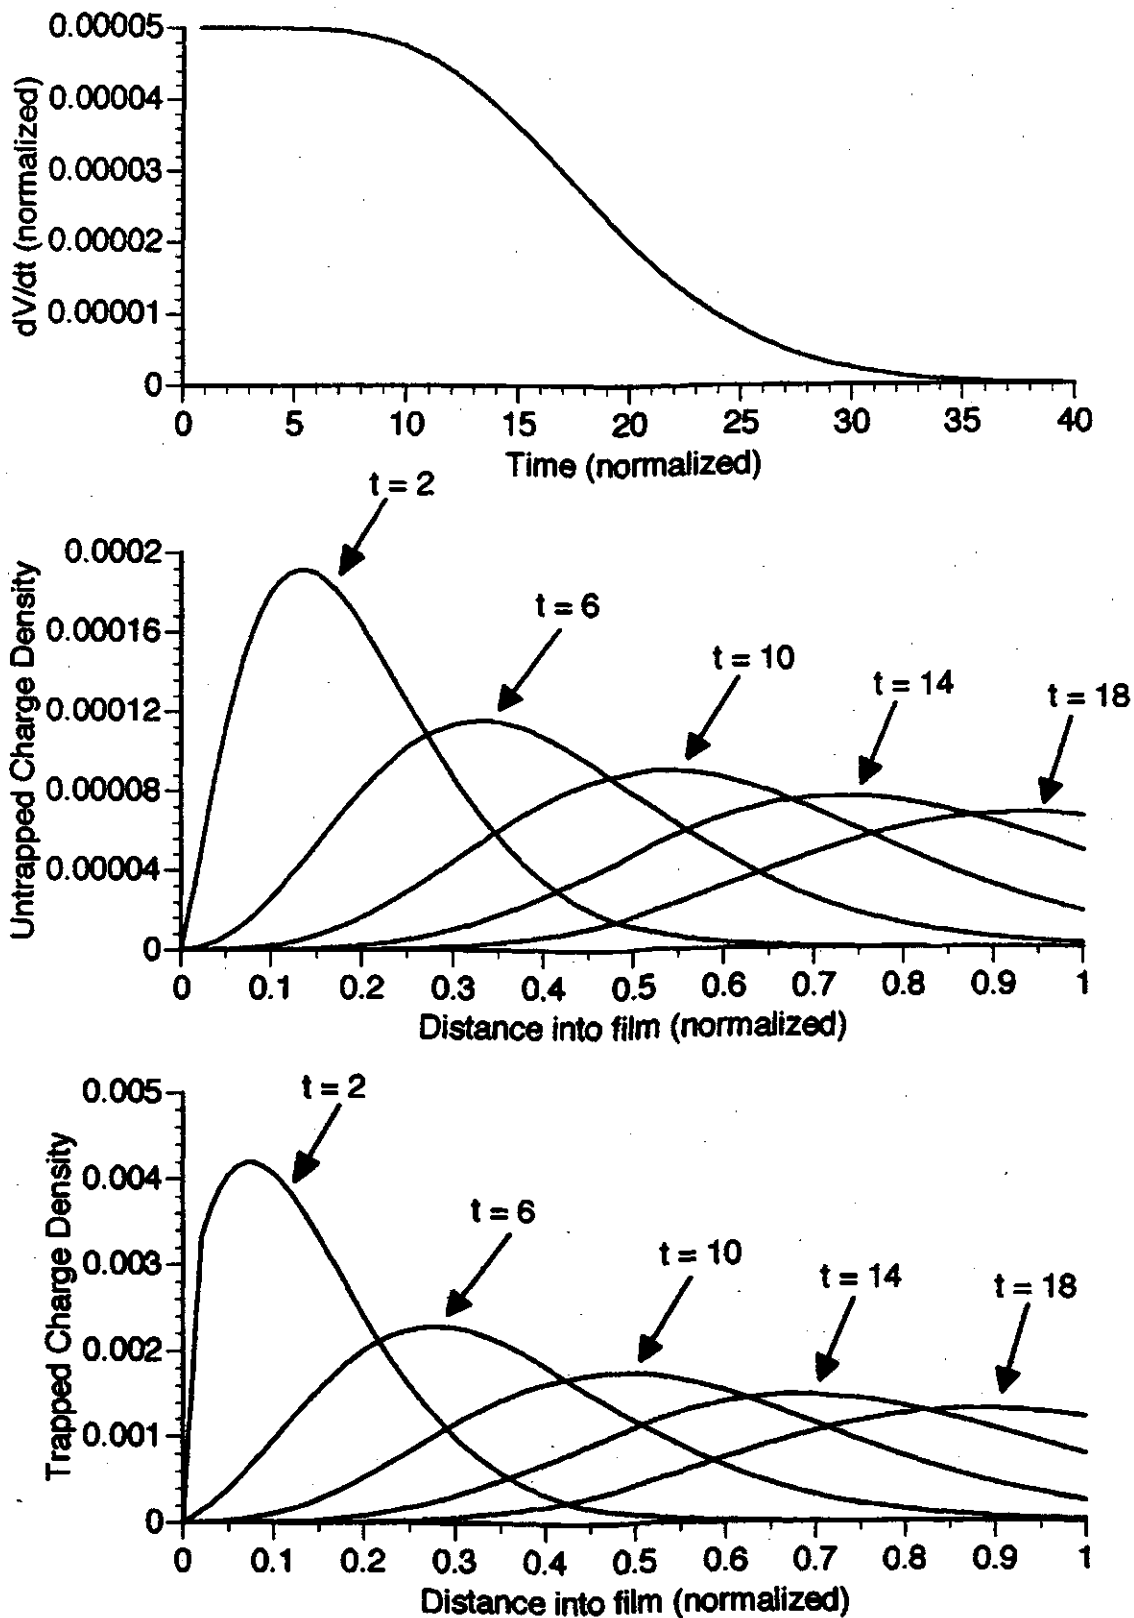 0.00005
0.00004
0.00003
0.00002
0.00001
0
dV/dt (normalized)
0 5 10 15 20 25 30 35 40
Time (normalized)
t = 2
t = 6
t = 10
t = 14
t = 18
0.0002
0.00016
0.00012
0.00008
0.00004
0
Untrapped Charge Density
0 0.1 0.2 0.3 0.4 0.5 0.6 0.7 0.8 0.9 1
Distance into film (normalized)
t = 2
t = 6
t = 10
t = 14
t = 18
0.005
0.004
0.003
0.002
0.001
0
Trapped Charge Density
0 0.1 0.2 0.3 0.4 0.5 0.6 0.7 0.8 0.9 1
Distance into film (normalized)